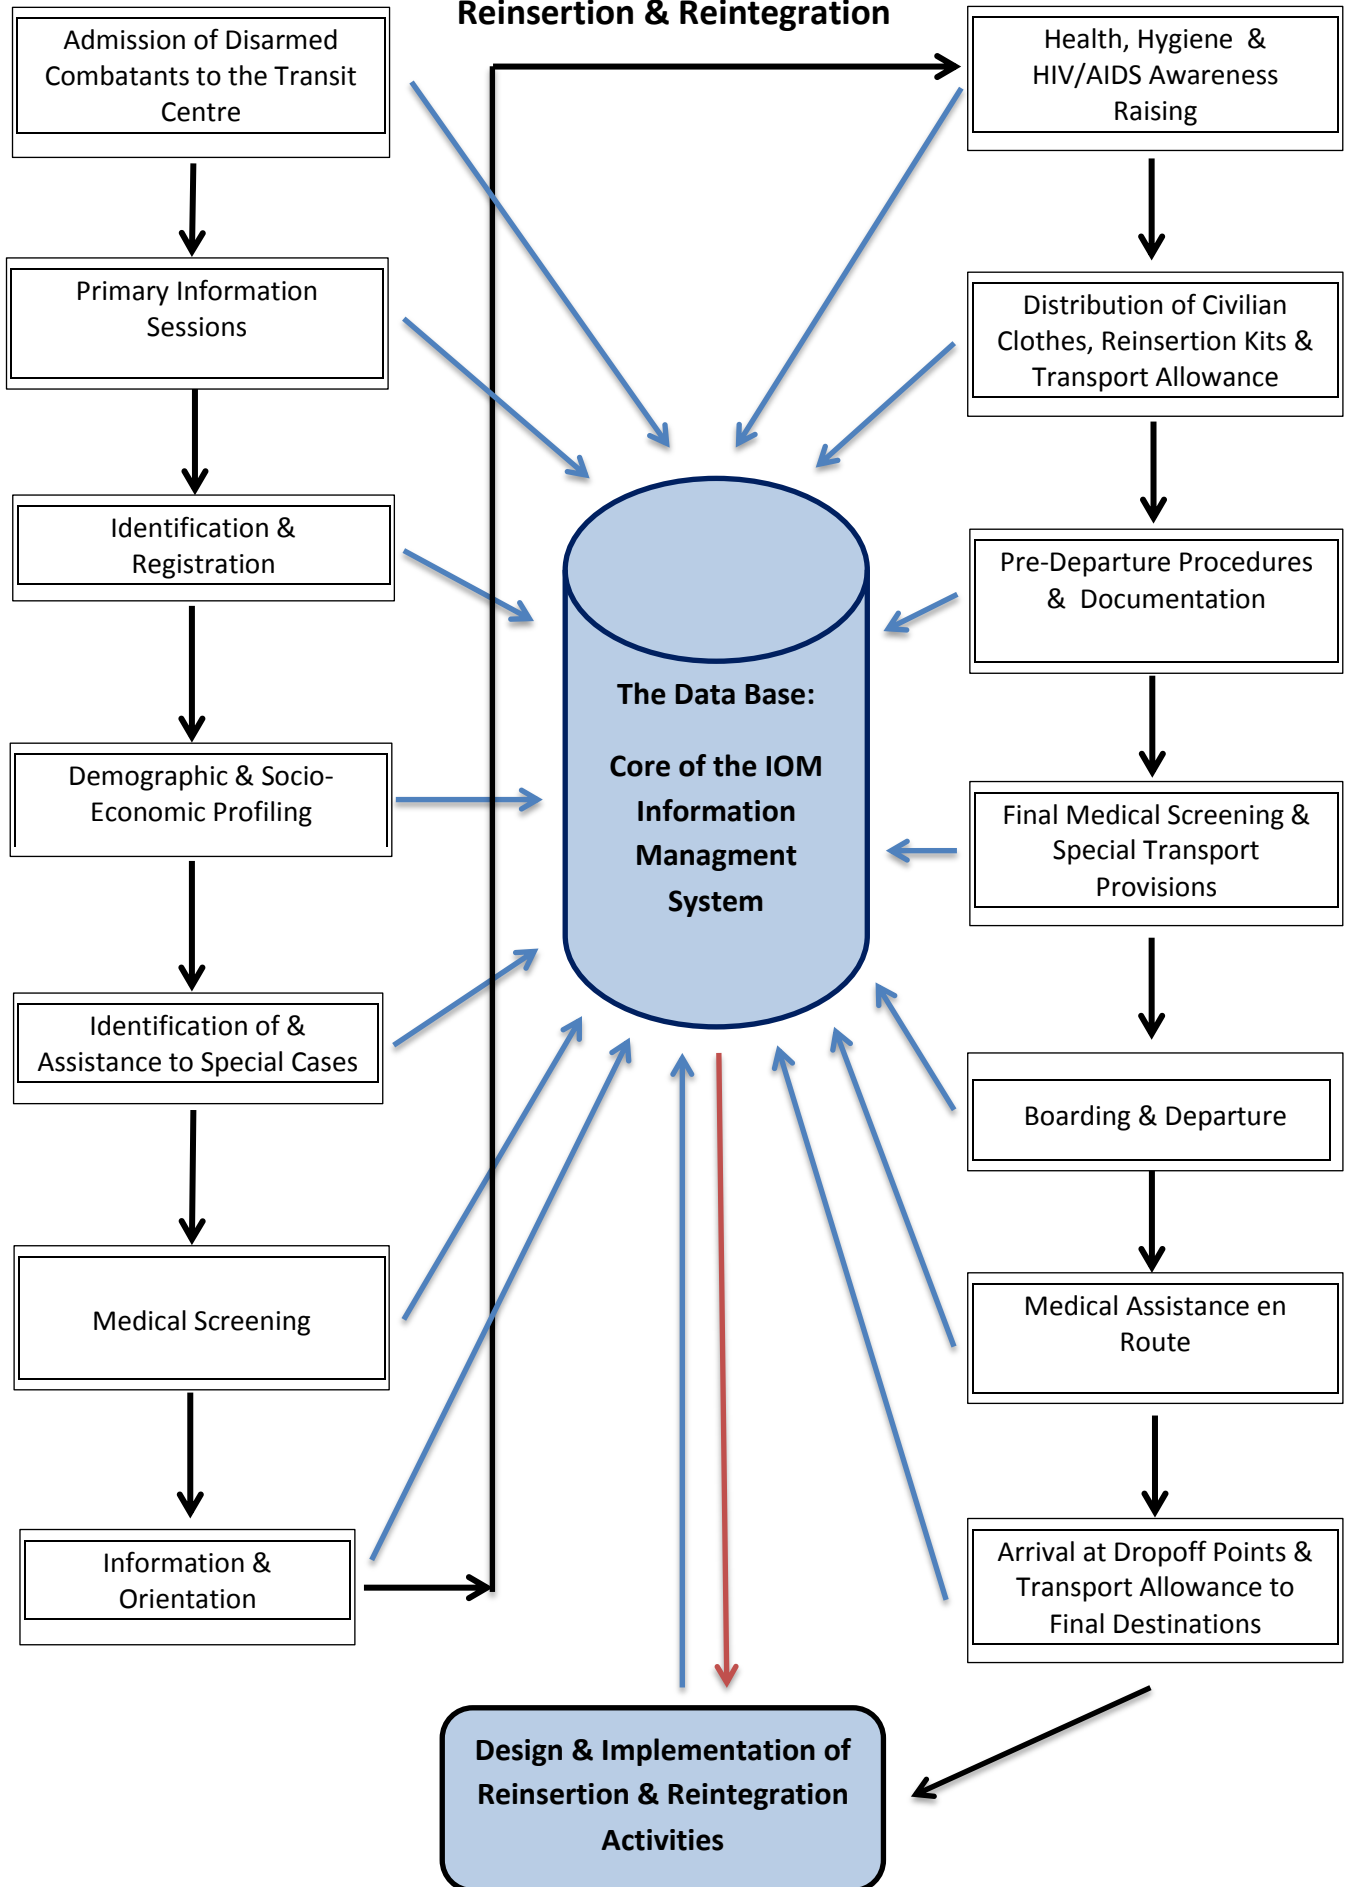 Reinsertion & Reintegration
Admission of Disarmed
Combatants to the Transit
Centre
Primary Information
Sessions
Identification &
Registration
Demographic & Socio-
Economic Profiling
Identification of &
Assistance to Special Cases
Medical Screening
Information &
Orientation
Health, Hygiene &
HIV/AIDS Awareness
Raising
Distribution of Civilian
Clothes, Reinsertion Kits &
Transport Allowance
Pre-Departure Procedures
& Documentation
Final Medical Screening &
Special Transport
Provisions
Boarding & Departure
Medical Assistance en
Route
Arrival at Dropoff Points &
Transport Allowance to
Final Destinations
The Data Base:
Core of the IOM
Information
Managment
System
Design & Implementation of
Reinsertion & Reintegration
Activities